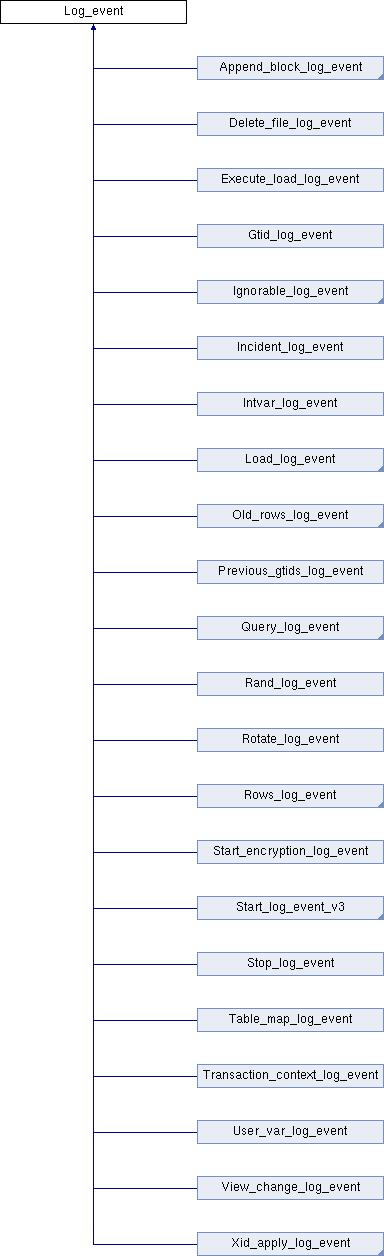 Log_event
Append_block_log_event
Delete_file_log_event
Execute_load_log_event
Gtid_log_event
Ignorable_log_event
Incident_log_event
Intvar_log_event
Load_log_event
Old_rows_log_event
Previous_gtids_log_event
Query_log_event
Rand_log_event
Rotate_log_event
Rows_log_event
Start_encryption_log_event
Start_log_event_v3
Stop_log_event
Table_map_log_event
Transaction_context_log_event
User_var_log_event
View_change_log_event
Xid_apply_log_event